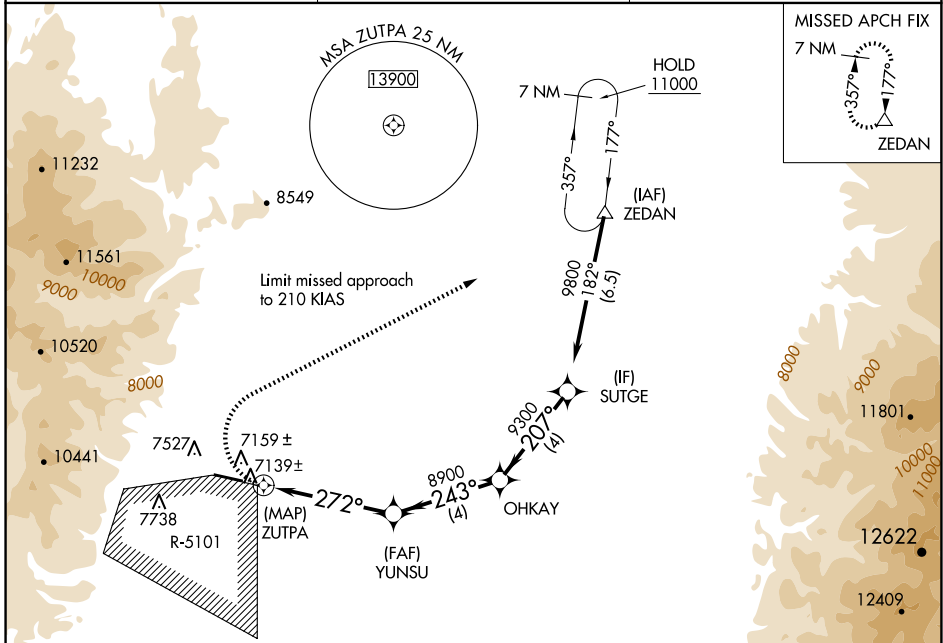 MISSED APCH FIX
7 NM
357°
177°
ZEDAN
MSA ZUTPA 25 NM
13900
HOLD
11000
7 NM
357°
177°
(IAF)
ZEDAN
11232
8549
11561
10000
9000
Limit missed approach
to 210 KIAS
9800
182°
(6.5)
10520
8000
(IF)
SUTGE
8000
9000
11801
9300
207°
(4)
7527
7159 ±
7139 ±
10441
10000
11000
8900
243°
(4)
OHKAY
272°
(MAP)
ZUTPA
7738
R-5101
(FAF)
YUNSU
12622
12409